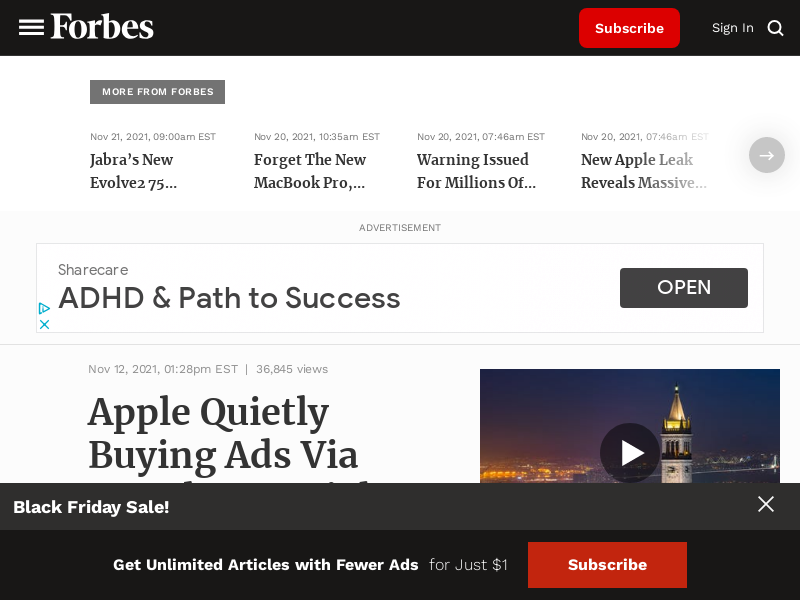 Forbes
Subscribe
Sign In
MORE FROM FORBES
Nov 21, 2021, 09:00am EST
Jabra’s New
Evolve2 75...
Nov 20, 2021, 10:35am EST
Forget The New
MacBook Pro,...
Nov 20, 2021, 07:46am EST
Warning Issued
For Millions Of...
Nov 20, 2021, 07:46am EST
New Apple Leak
Reveals Massive...
ADVERTISEMENT
Sharecare
ADHD & Path to Success
OPEN
Nov 12, 2021, 01:28pm EST | 36,845 views
Apple Quietly
Buying Ads Via
Black Friday Sale!
Get Unlimited Articles with Fewer Ads for Just $1
Subscribe